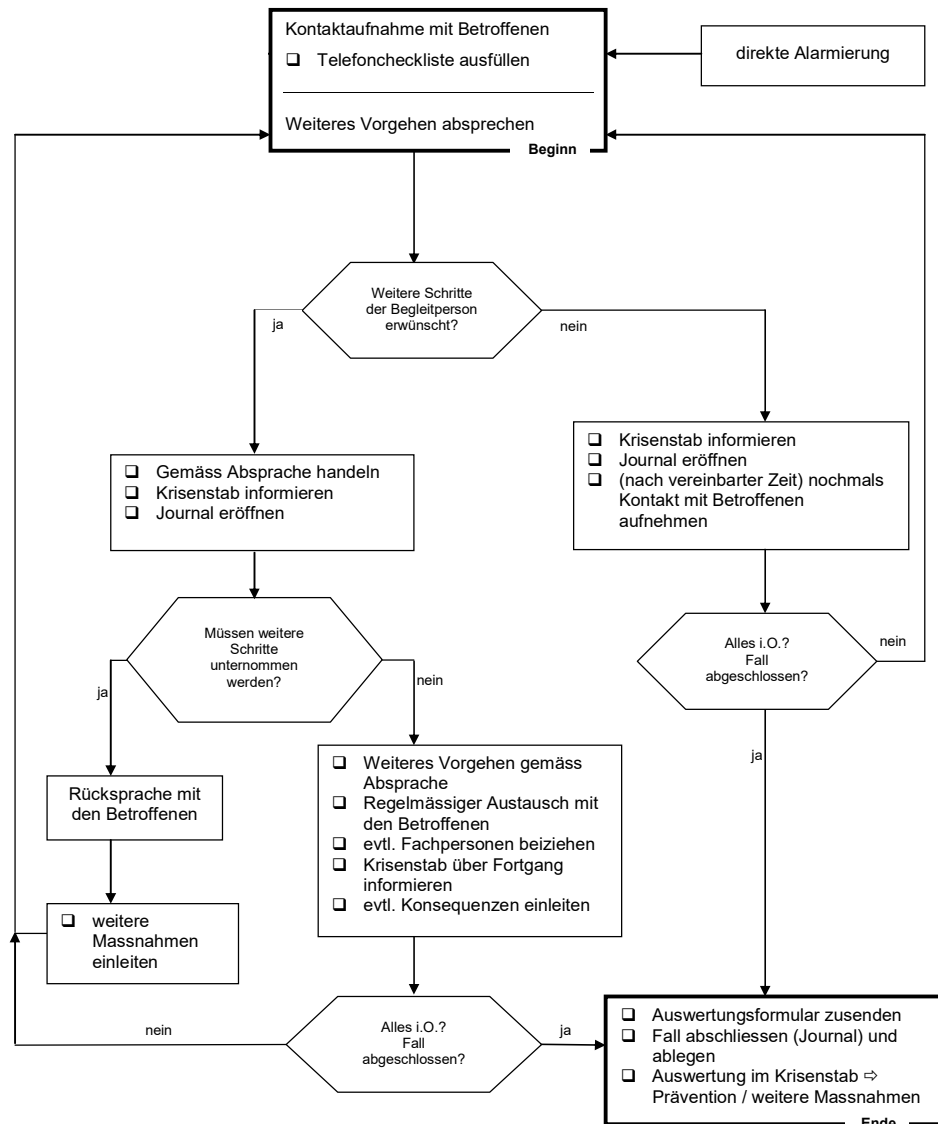 Kontaktaufnahme mit Betroffenen
❑ Telefoncheckliste ausfüllen
Weiteres Vorgehen absprechen
Beginn
direkte Alarmierung
Weitere Schritte
der Begleitperson
erwünscht?
ja
nein
❑ Gemäss Absprache handeln
❑ Krisenstab informieren
❑ Journal eröffnen
❑ Krisenstab informieren
❑ Journal eröffnen
❑ (nach vereinbarter Zeit) nochmals
Kontakt mit Betroffenen
aufnehmen
Müssen weitere
Schritte
unternommen
werden?
ja
nein
Alles i.O.?
Fall
abgeschlossen?
nein
ja
Rücksprache mit
den Betroffenen
❑ weitere
Massnahmen
einleiten
❑ Weiteres Vorgehen gemäss
Absprache
❑ Regelmässiger Austausch mit
den Betroffenen
❑ evtl. Fachpersonen beiziehen
❑ Krisenstab über Fortgang
informieren
❑ evtl. Konsequenzen einleiten
Alles i.O.?
Fall
abgeschlossen?
nein
ja
❑ Auswertungsformular zusenden
❑ Fall abschliessen (Journal) und
ablegen
❑ Auswertung im Krisenstab ⇨
Prävention / weitere Massnahmen
Ende